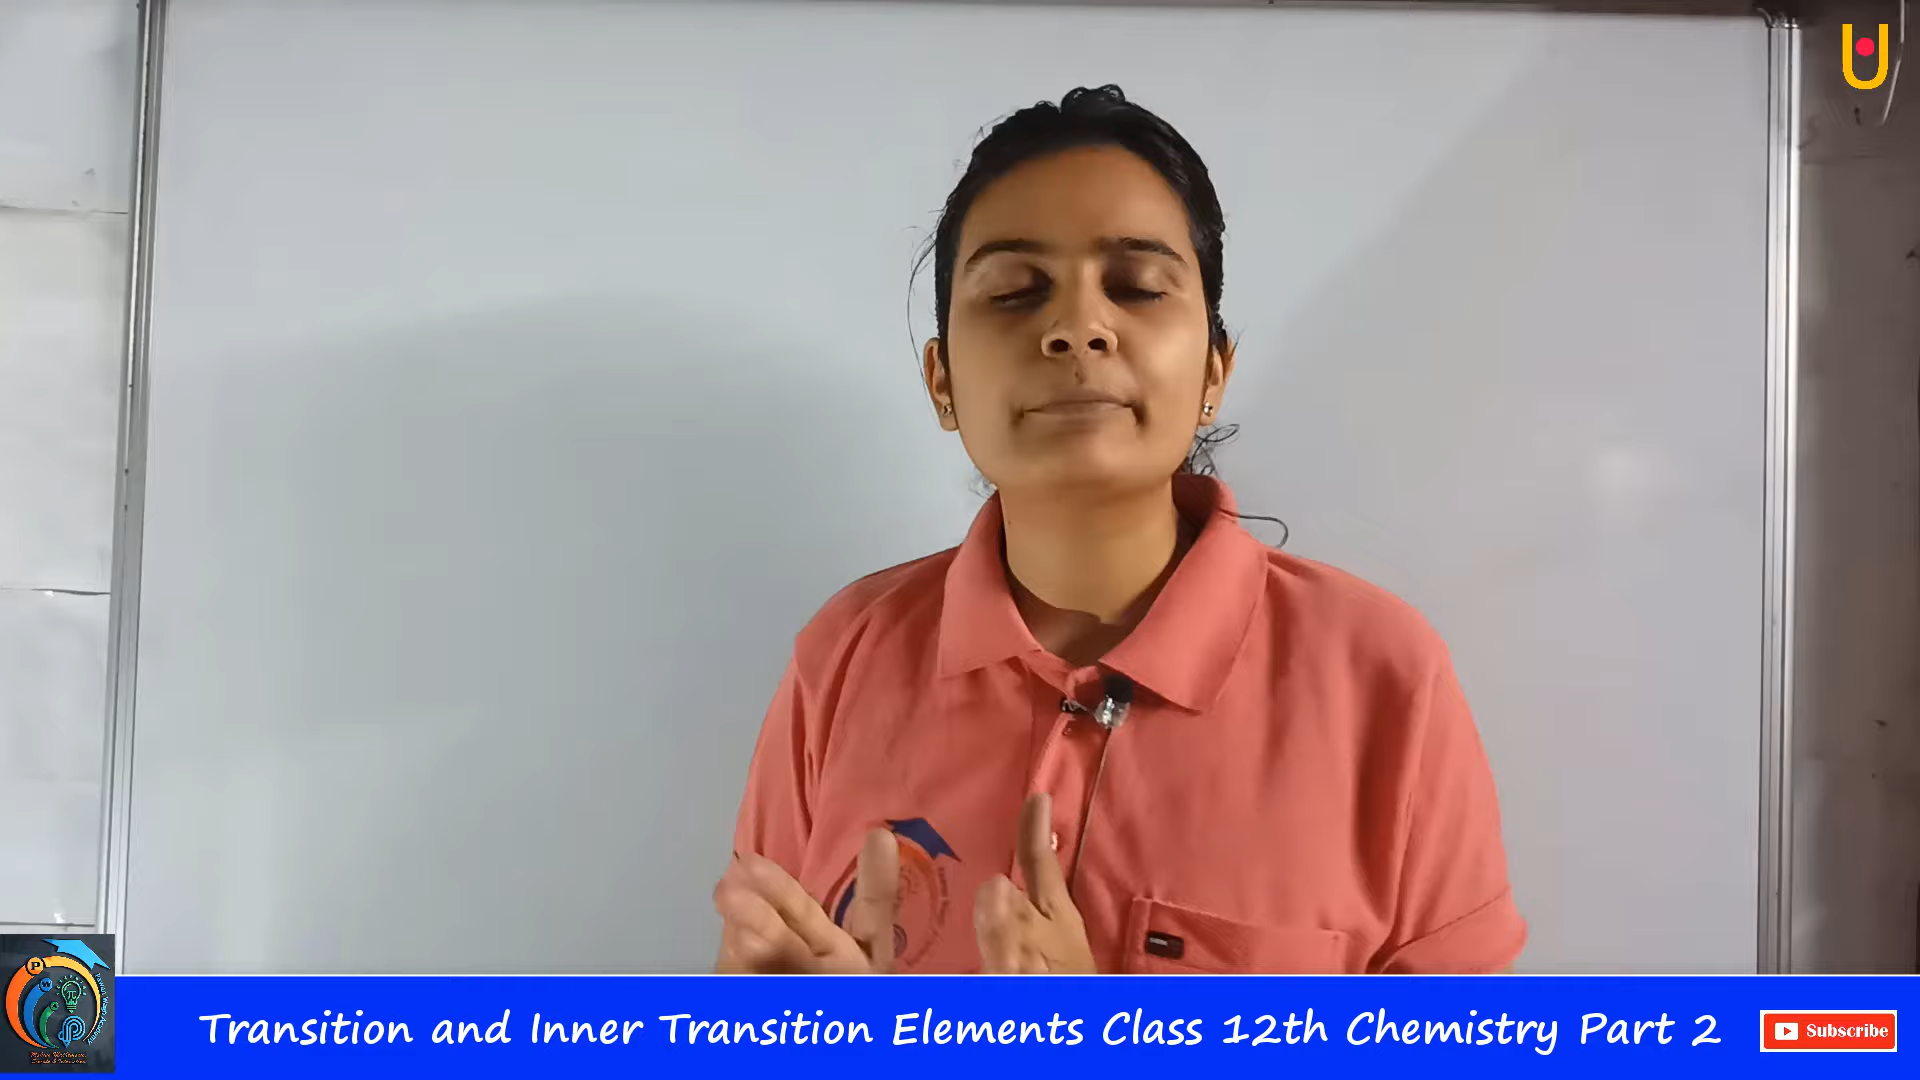 Transition and Inner Transition Elements Class 12th Chemistry Part 2
Subscribe